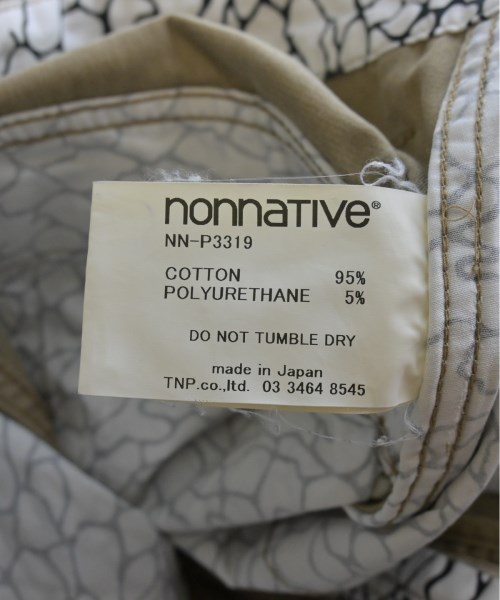 nonnative®
NN-P3319
COTTON 95%
POLYURETHANE 5%
DO NOT TUMBLE DRY
made in Japan
TNP.co.,ltd. 03 3464 8545